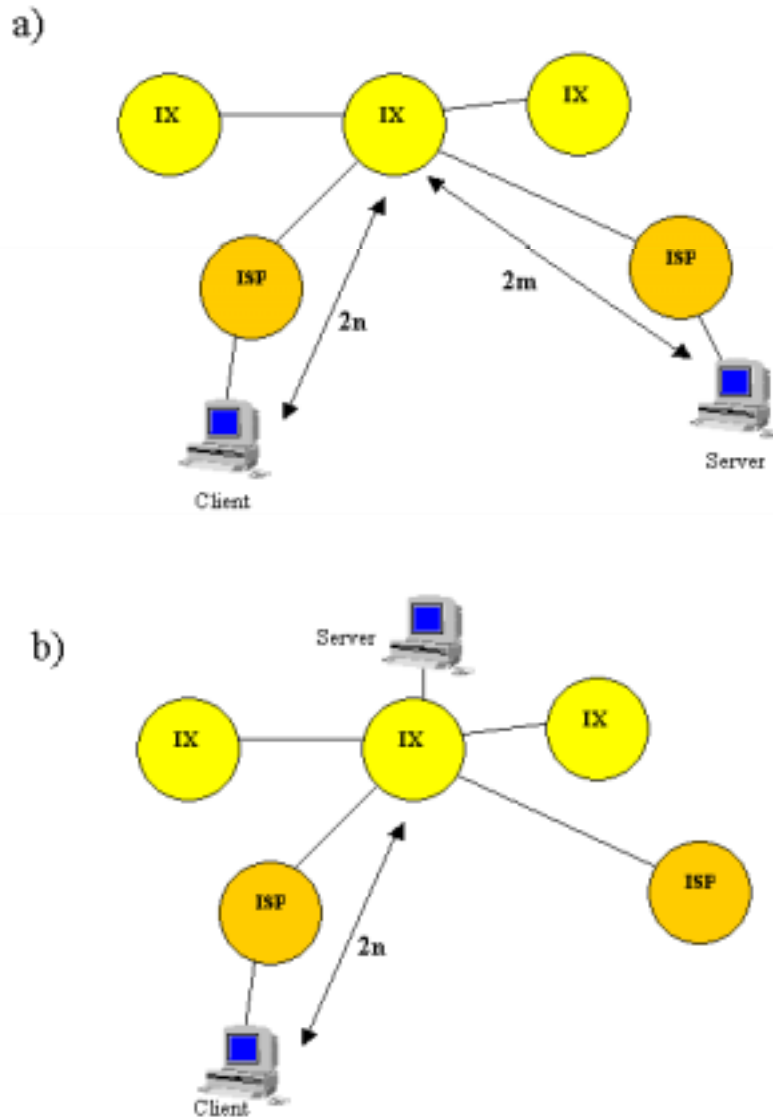 a)
IX
IX
IX
ISP
ISP
2n
2m
Client
Server
b)
Server
IX
IX
IX
ISP
ISP
2n
Client